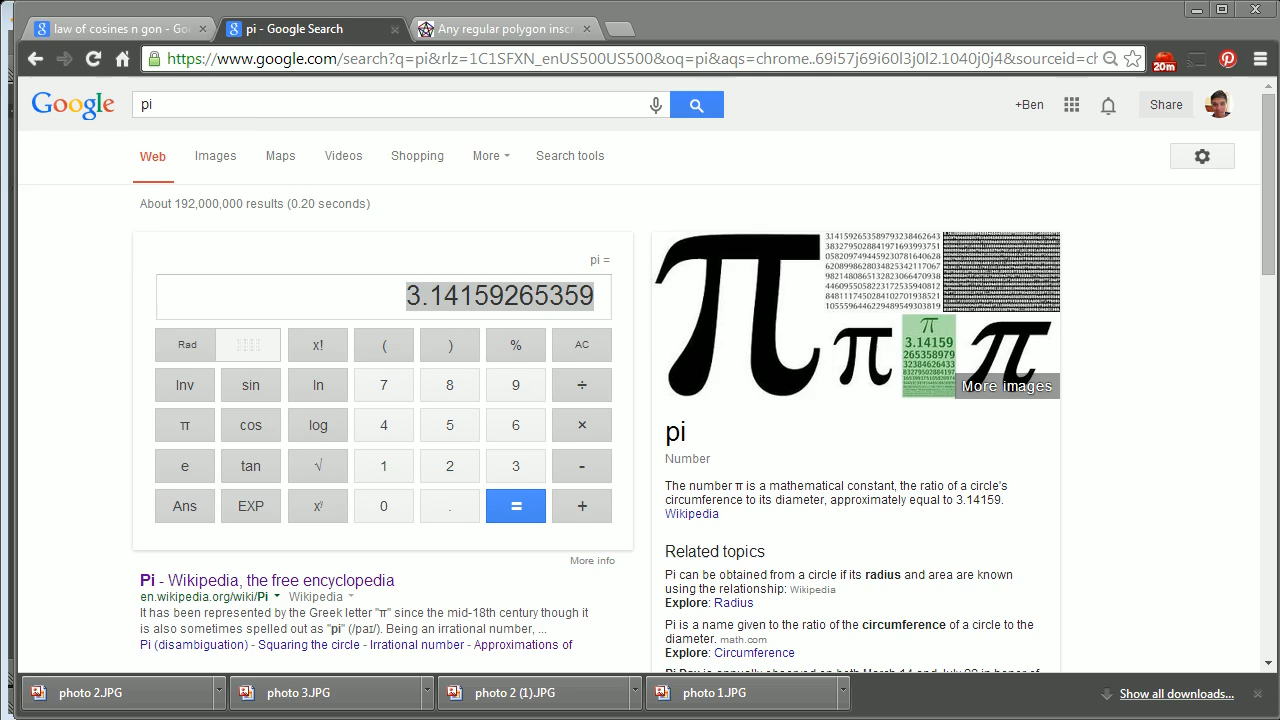 law of cosines n gon - Goo
pi - Google Search
Any regular polygon inscr
https://www.google.com/search?q=pi&rlz=1C1SFXN_enUS500US500&oq=pi&aqs=chrome..69i57j69i60l3j0l2.1040j0j4&sourceid=ch
20m
Google
pi
+Ben
Share
Web
Images
Maps
Videos
Shopping
More
Search tools
About 192,000,000 results (0.20 seconds)
pi =
3.14159265359
Rad
x!
(
)
%
AC
Inv
sin
ln
7
8
9
÷
π
cos
log
4
5
6
×
e
tan
√
1
2
3
-
Ans
EXP
xʸ
0
.
=
+
More info
Pi - Wikipedia, the free encyclopedia
en.wikipedia.org/wiki/Pi Wikipedia
It has been represented by the Greek letter "π" since the mid-18th century though it
is also sometimes spelled out as "pi" (/paɪ/). Being an irrational number, ...
Pi (disambiguation) - Squaring the circle - Irrational number - Approximations of
π
π
π
3.14159
265358979
32384626433
π
More images
pi
Number
The number π is a mathematical constant, the ratio of a circle's
circumference to its diameter, approximately equal to 3.14159.
Wikipedia
Related topics
Pi can be obtained from a circle if its radius and area are known
using the relationship: Wikipedia
Explore: Radius
Pi is a name given to the ratio of the circumference of a circle to the
diameter. math.com
Explore: Circumference
photo 2.JPG
photo 3.JPG
photo 2 (1).JPG
photo 1.JPG
Show all downloads...